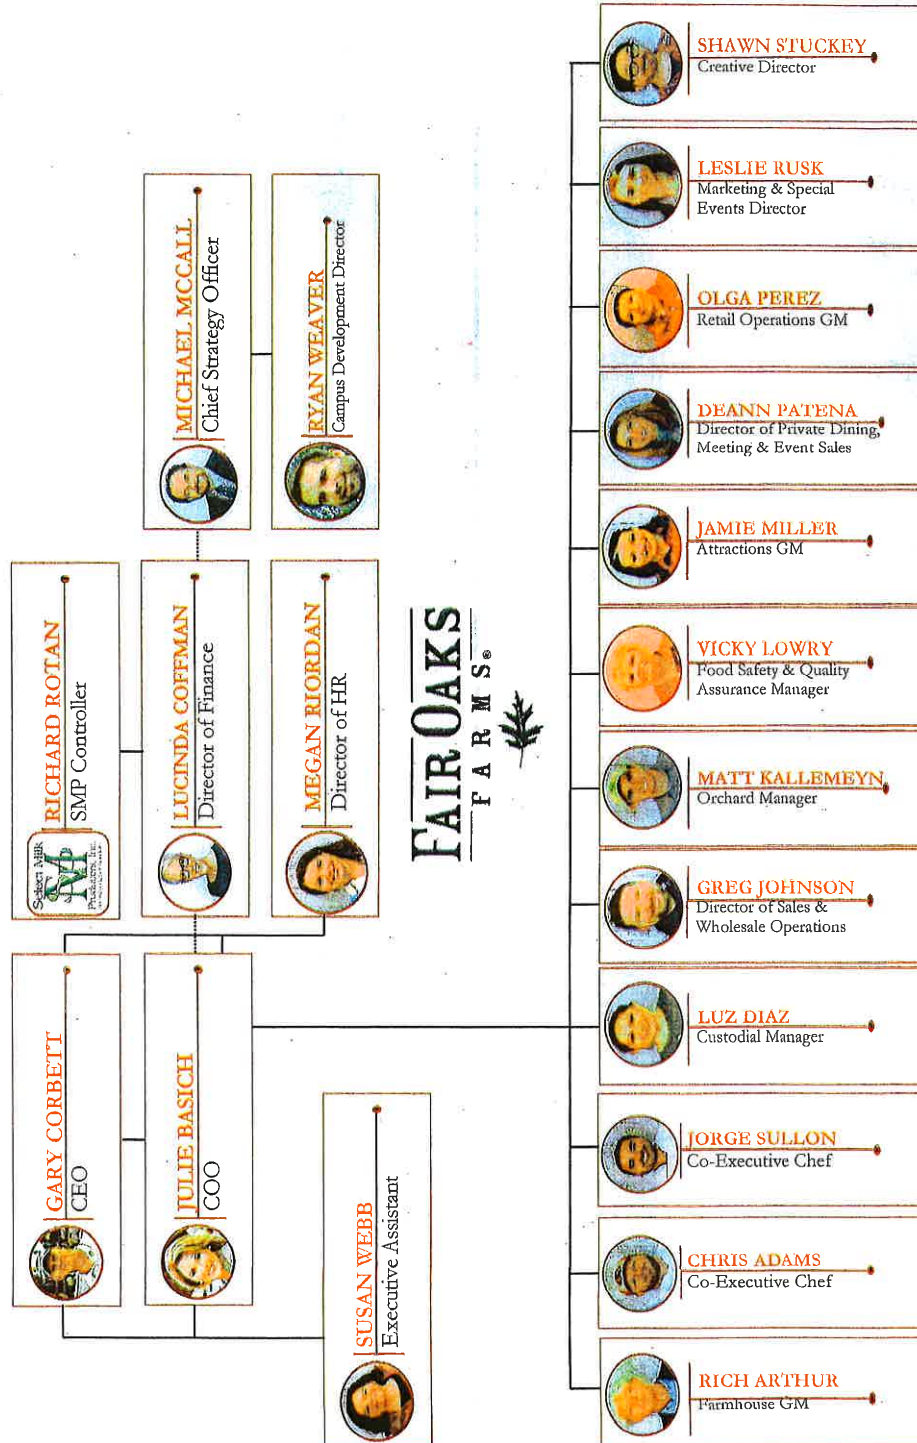 GARY CORBETT
CEO
JULIE BASICH
COO
SUSAN WEBB
Executive Assistant
Select Milk
Producers, Inc.
RICHARD ROTAN
SMP Controller
LUCINDA COFFMAN
Director of Finance
MEGAN RIORDAN
Director of HR
MICHAEL MCCALL
Chief Strategy Officer
RYAN WEAVER
Campus Development Director
FAIR OAKS
FARMS®
SHAWN STUCKEY
Creative Director
LESLIE RUSK
Marketing & Special
Events Director
OLGA PEREZ
Retail Operations GM
DEANN PATENA
Director of Private Dining,
Meeting & Event Sales
JAMIE MILLER
Attractions GM
VICKY LOWRY
Food Safety & Quality
Assurance Manager
MATT KALLEMEYN
Orchard Manager
GREG JOHNSON
Director of Sales &
Wholesale Operations
LUZ DIAZ
Custodial Manager
JORGE SULLON
Co-Executive Chef
CHRIS ADAMS
Co-Executive Chef
RICH ARTHUR
Farmhouse GM